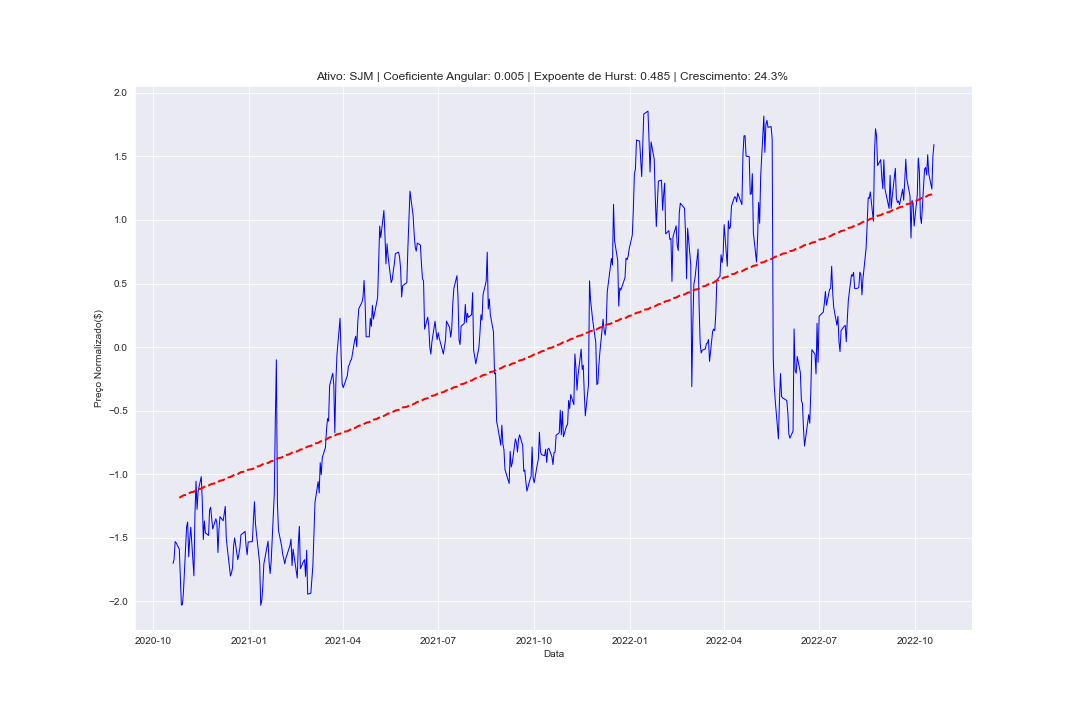 Ativo: SJM | Coeficiente Angular: 0.005 | Expoente de Hurst: 0.485 | Crescimento: 24.3%
2.0
1.5
1.0
0.5
0.0
−0.5
−1.0
−1.5
−2.0
Preço Normalizado($)
2020-10 2021-01 2021-04 2021-07 2021-10 2022-01 2022-04 2022-07 2022-10
Data